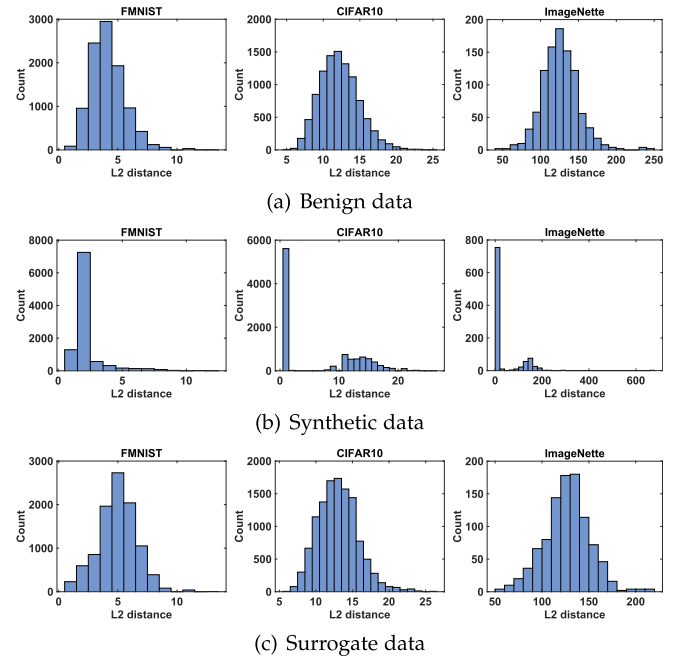 FMNIST CIFAR10 ImageNette
3000 2000 200
2000 1500 150
1000 1000 100
500 50
0 0 0
Count Count Count
0 5 10 5 10 15 20 25 50 100 150 200 250
L2 distance L2 distance L2 distance
(a) Benign data
FMNIST CIFAR10 ImageNette
8000 6000 800
6000 4000 600
4000 2000 400
2000 200
0 0 0
Count Count Count
0 5 10 0 10 20 0 200 400 600
L2 distance L2 distance L2 distance
(b) Synthetic data
FMNIST CIFAR10 ImageNette
3000 2000 200
2000 1500 150
1000 1000 100
500 50
0 0 0
Count Count Count
0 5 10 5 10 15 20 25 50 100 150 200
L2 distance L2 distance L2 distance
(c) Surrogate data